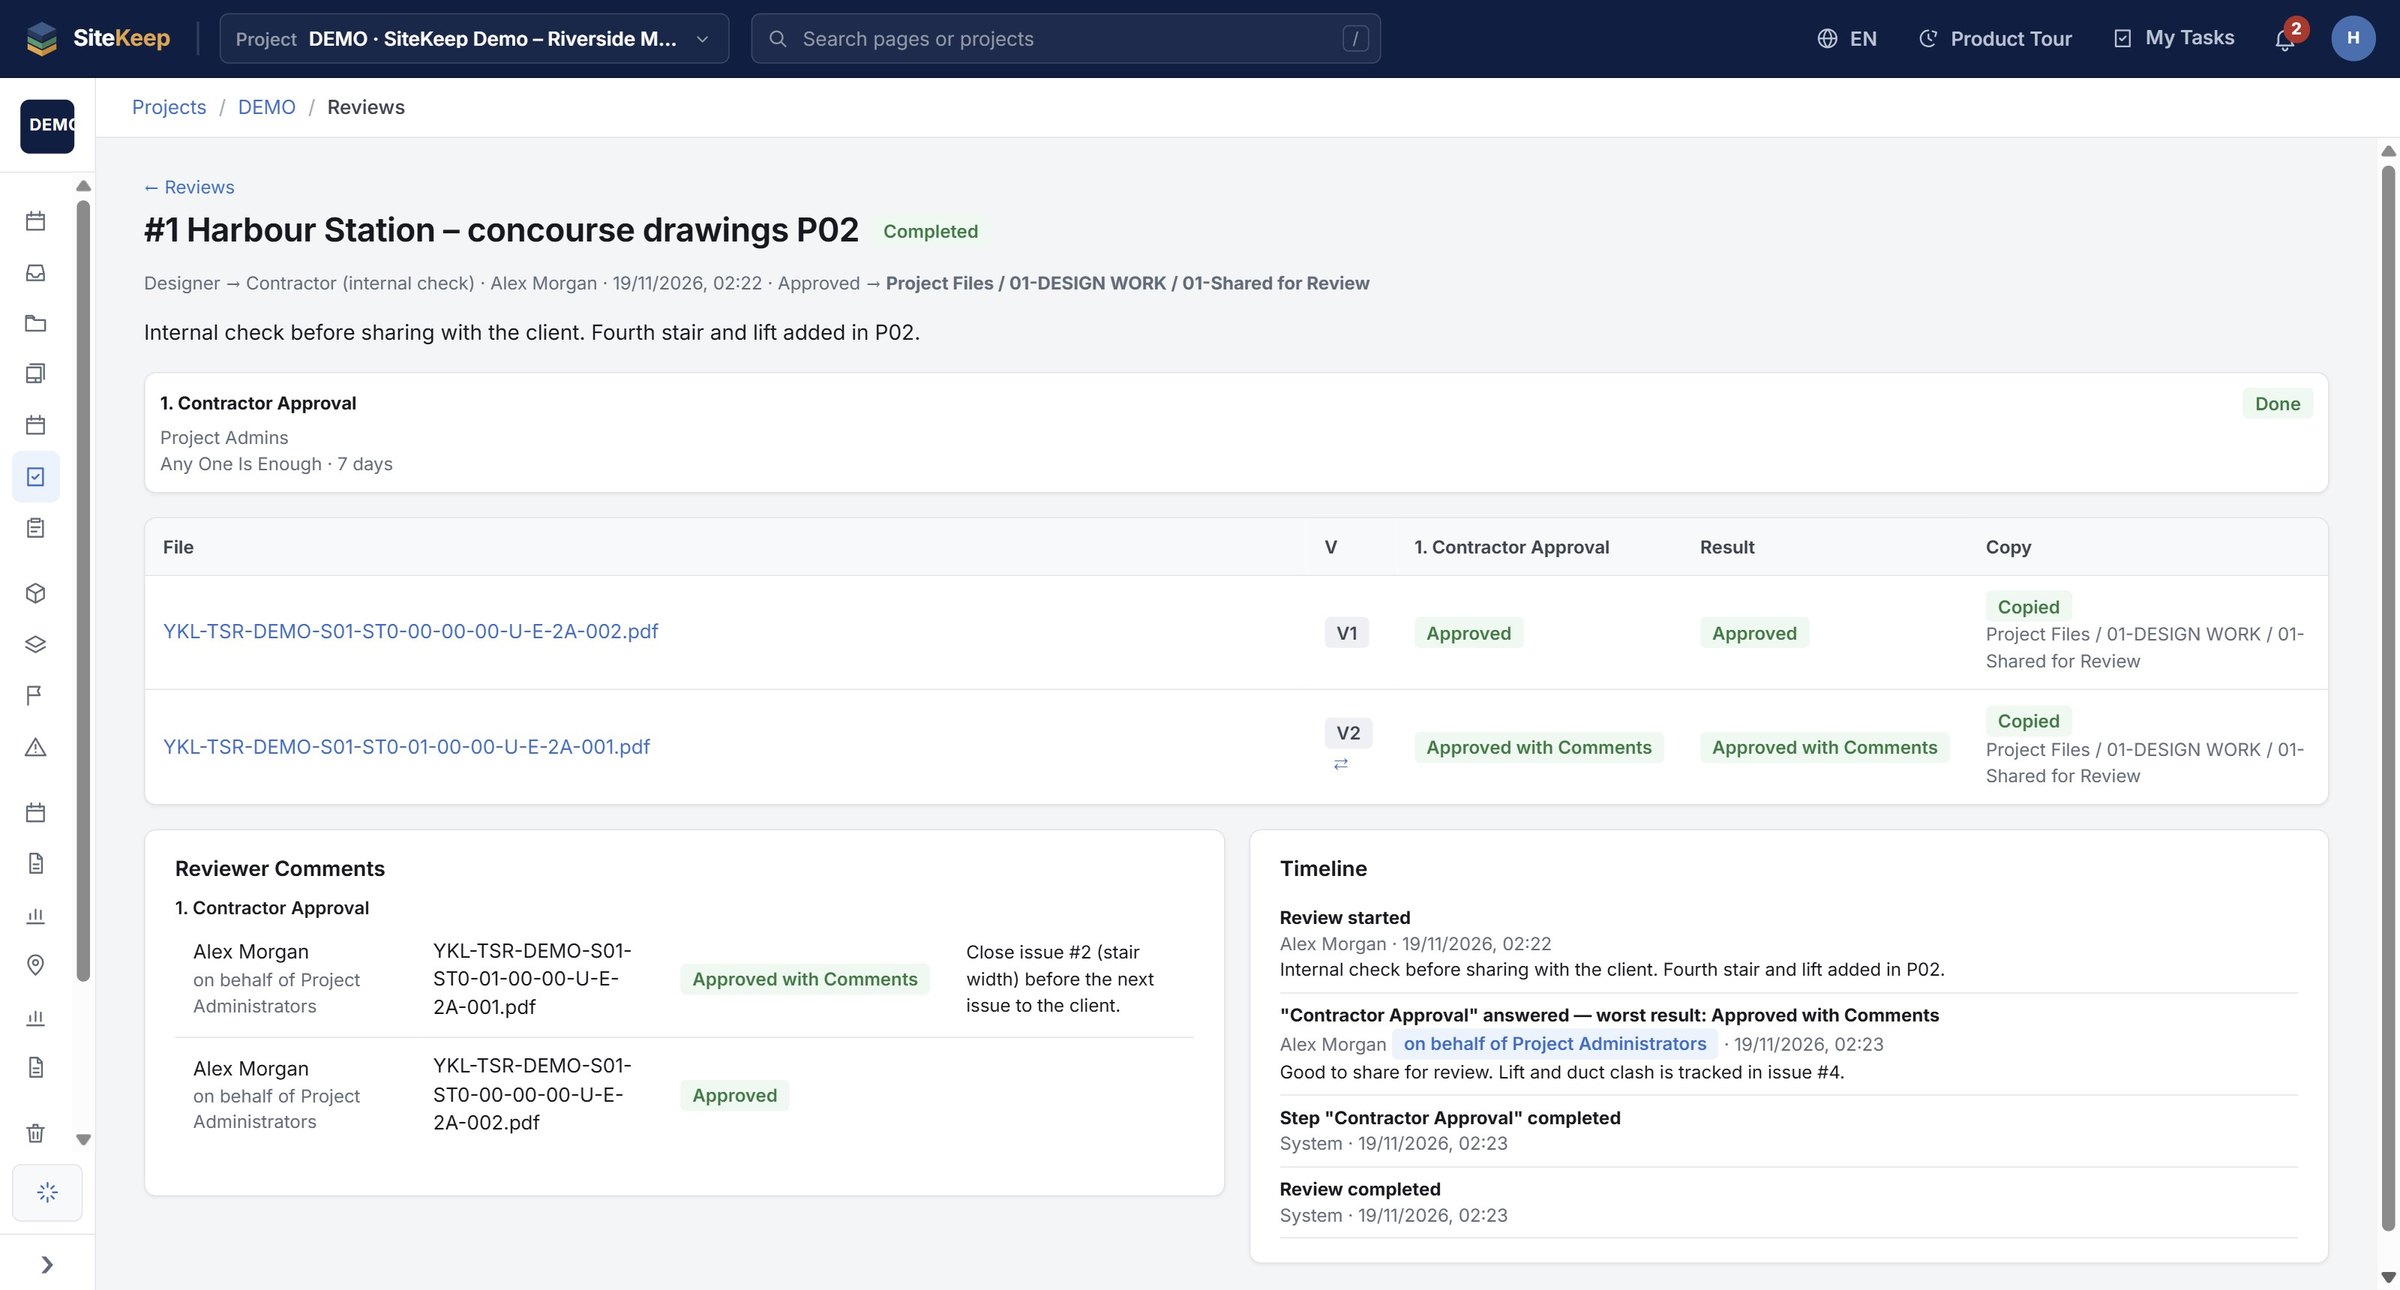 SiteKeep
Project DEMO · SiteKeep Demo – Riverside M...
Search pages or projects /
EN
Product Tour
My Tasks
2
H
DEMO
Projects / DEMO / Reviews
← Reviews
#1 Harbour Station – concourse drawings P02 Completed
Designer → Contractor (internal check) · Alex Morgan · 19/11/2026, 02:22 · Approved → Project Files / 01-DESIGN WORK / 01-Shared for Review
Internal check before sharing with the client. Fourth stair and lift added in P02.
1. Contractor Approval Done
Project Admins
Any One Is Enough · 7 days
File V 1. Contractor Approval Result Copy
YKL-TSR-DEMO-S01-ST0-00-00-00-U-E-2A-002.pdf V1 Approved Approved Copied
Project Files / 01-DESIGN WORK / 01-
Shared for Review
YKL-TSR-DEMO-S01-ST0-01-00-00-U-E-2A-001.pdf V2 Approved with Comments Approved with Comments Copied
Project Files / 01-DESIGN WORK / 01-
Shared for Review
Reviewer Comments
1. Contractor Approval
Alex Morgan
on behalf of Project
Administrators
YKL-TSR-DEMO-S01-
ST0-01-00-00-U-E-
2A-001.pdf
Approved with Comments
Close issue #2 (stair
width) before the next
issue to the client.
Alex Morgan
on behalf of Project
Administrators
YKL-TSR-DEMO-S01-
ST0-00-00-00-U-E-
2A-002.pdf
Approved
Timeline
Review started
Alex Morgan · 19/11/2026, 02:22
Internal check before sharing with the client. Fourth stair and lift added in P02.
"Contractor Approval" answered — worst result: Approved with Comments
Alex Morgan on behalf of Project Administrators · 19/11/2026, 02:23
Good to share for review. Lift and duct clash is tracked in issue #4.
Step "Contractor Approval" completed
System · 19/11/2026, 02:23
Review completed
System · 19/11/2026, 02:23